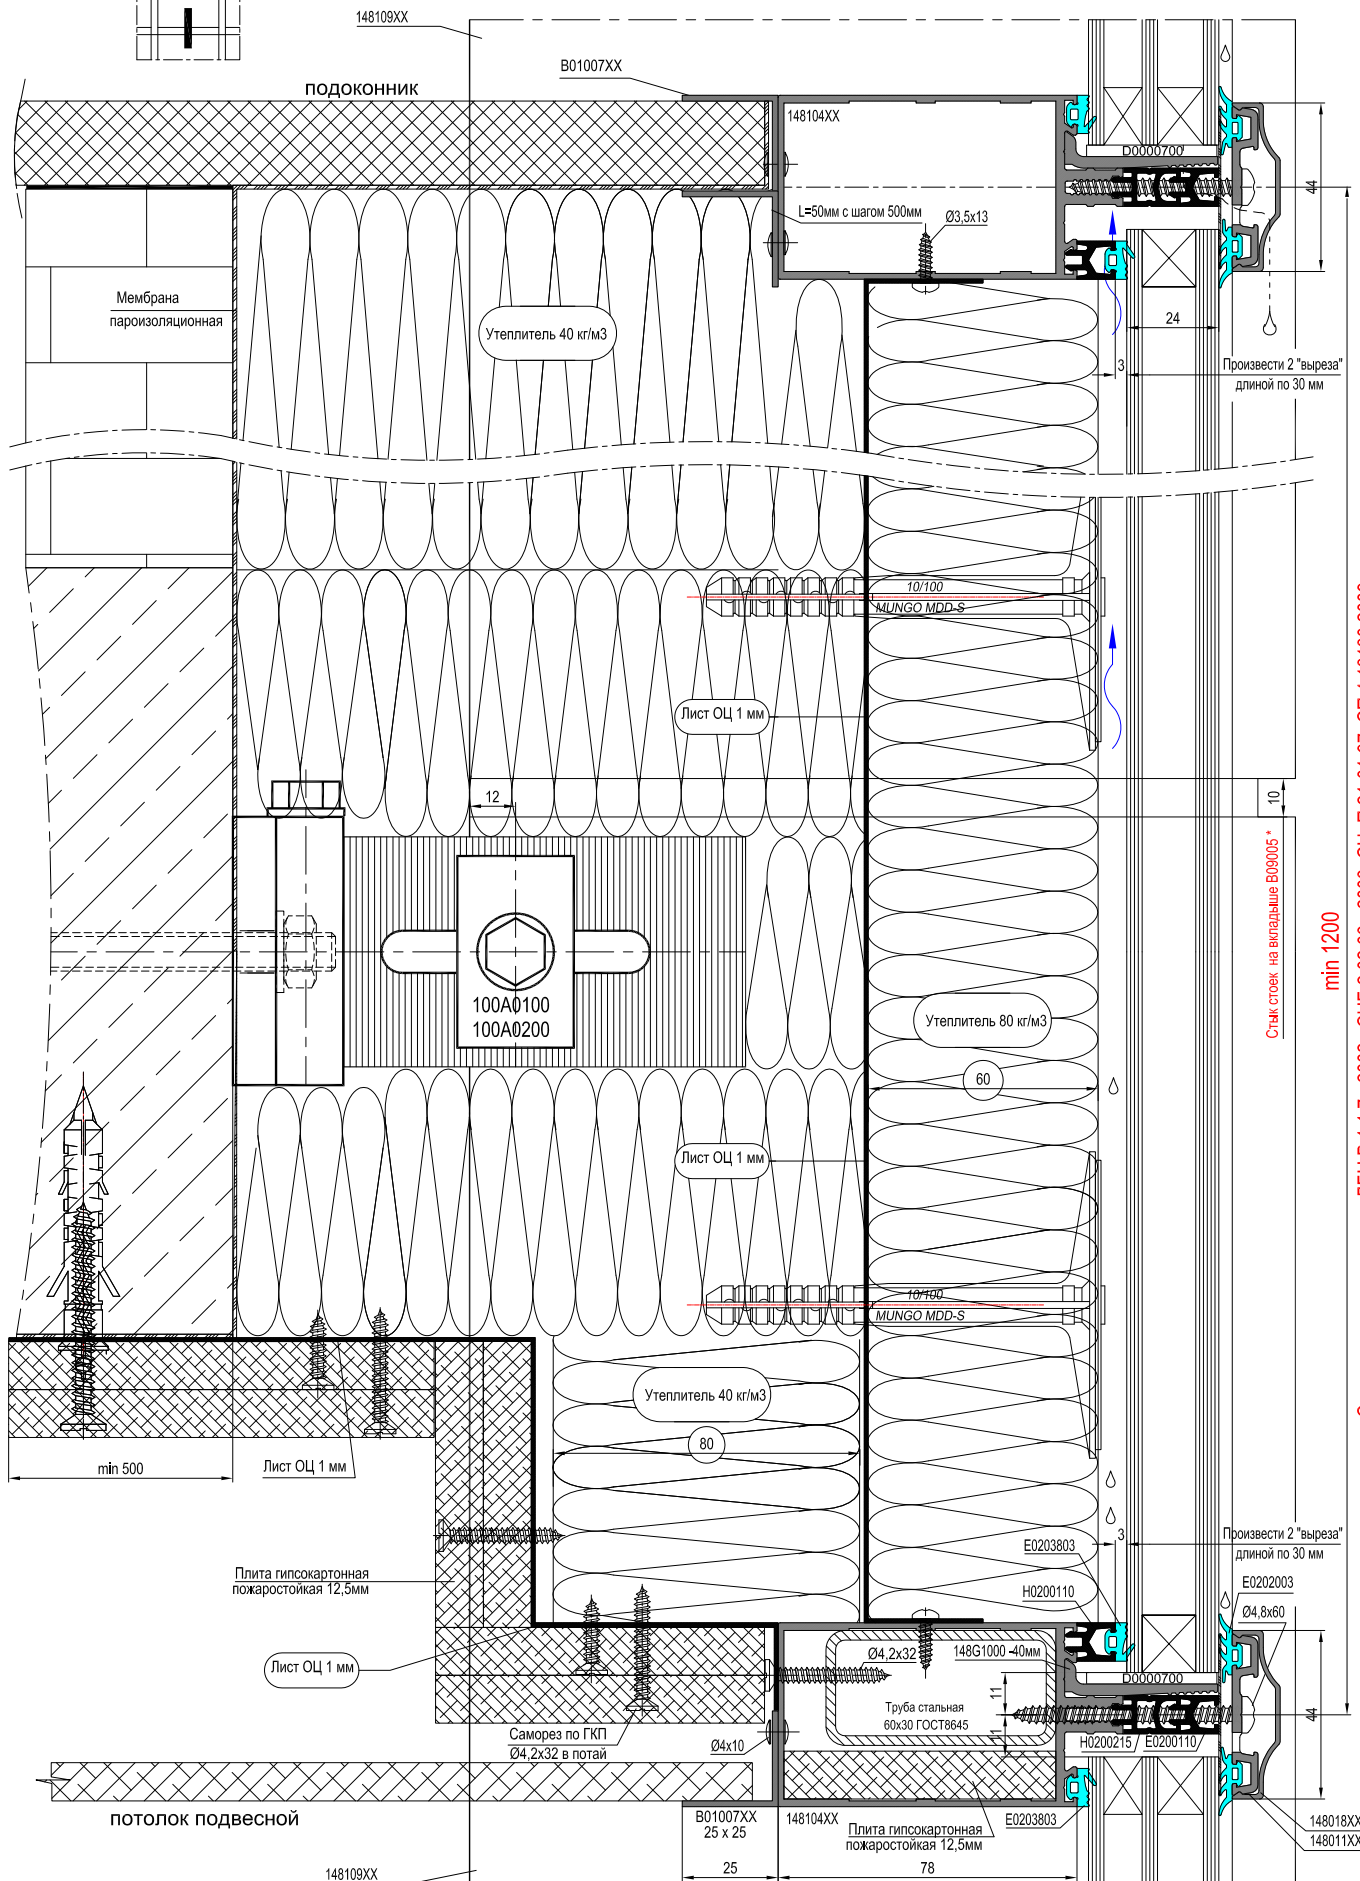 148109XX
B01007XX
подоконник
148104XX
D0000700
44
L=50мм с шагом 500мм
Ø3,5x13
Мембрана
пароизоляционная
Утеплитель 40 кг/м3
24
3
Произвести 2 "выреза"
длиной по 30 мм
10/100
MUNGO MDD-S
Лист ОЦ 1 мм
12
10
Стык стоек на вкладыше В09005 *
min 1200
100A0100
100A0200
Утеплитель 80 кг/м3
60
Лист ОЦ 1 мм
10/100
MUNGO MDD-S
Утеплитель 40 кг/м3
80
min 500
Лист ОЦ 1 мм
3
Произвести 2 "выреза"
длиной по 30 мм
E0203803
H0200110
E0202003
Ø4,8x60
Плита гипсокартонная
пожаростойкая 12,5мм
Лист ОЦ 1 мм
Ø4,2x32
148G1000 -40мм
D0000700
11
11
44
Труба стальная
60x30 ГОСТ8645
Саморез по ГКП
Ø4,2x32 в потай
Ø4x10
H0200215
E0200110
потолок подвесной
B01007XX
25 x 25
148104XX
Плита гипсокартонная
пожаростойкая 12,5мм
E0203803
148018XX
148011XX
25
78
148109XX